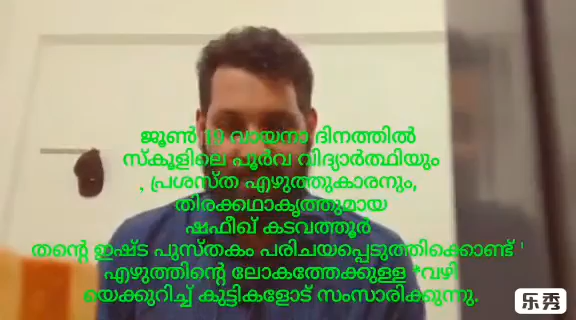 ജൂൺ 19 വായനാ ദിനത്തിൽ
സ്കൂളിലെ പൂർവ വിദ്യാർത്ഥിയും
, പ്രശസ്ത എഴുത്തുകാരനും,
തിരക്കഥാകൃത്തുമായ
ഷഫീഖ് കടവത്തൂർ
തന്റെ ഇഷ്ട പുസ്തകം പരിചയപ്പെടുത്തിക്കൊണ്ട് '
എഴുത്തിന്റെ ലോകത്തേക്കുള്ള *വഴി
യെക്കുറിച്ച് കുട്ടികളോട് സംസാരിക്കുന്നു.
乐秀